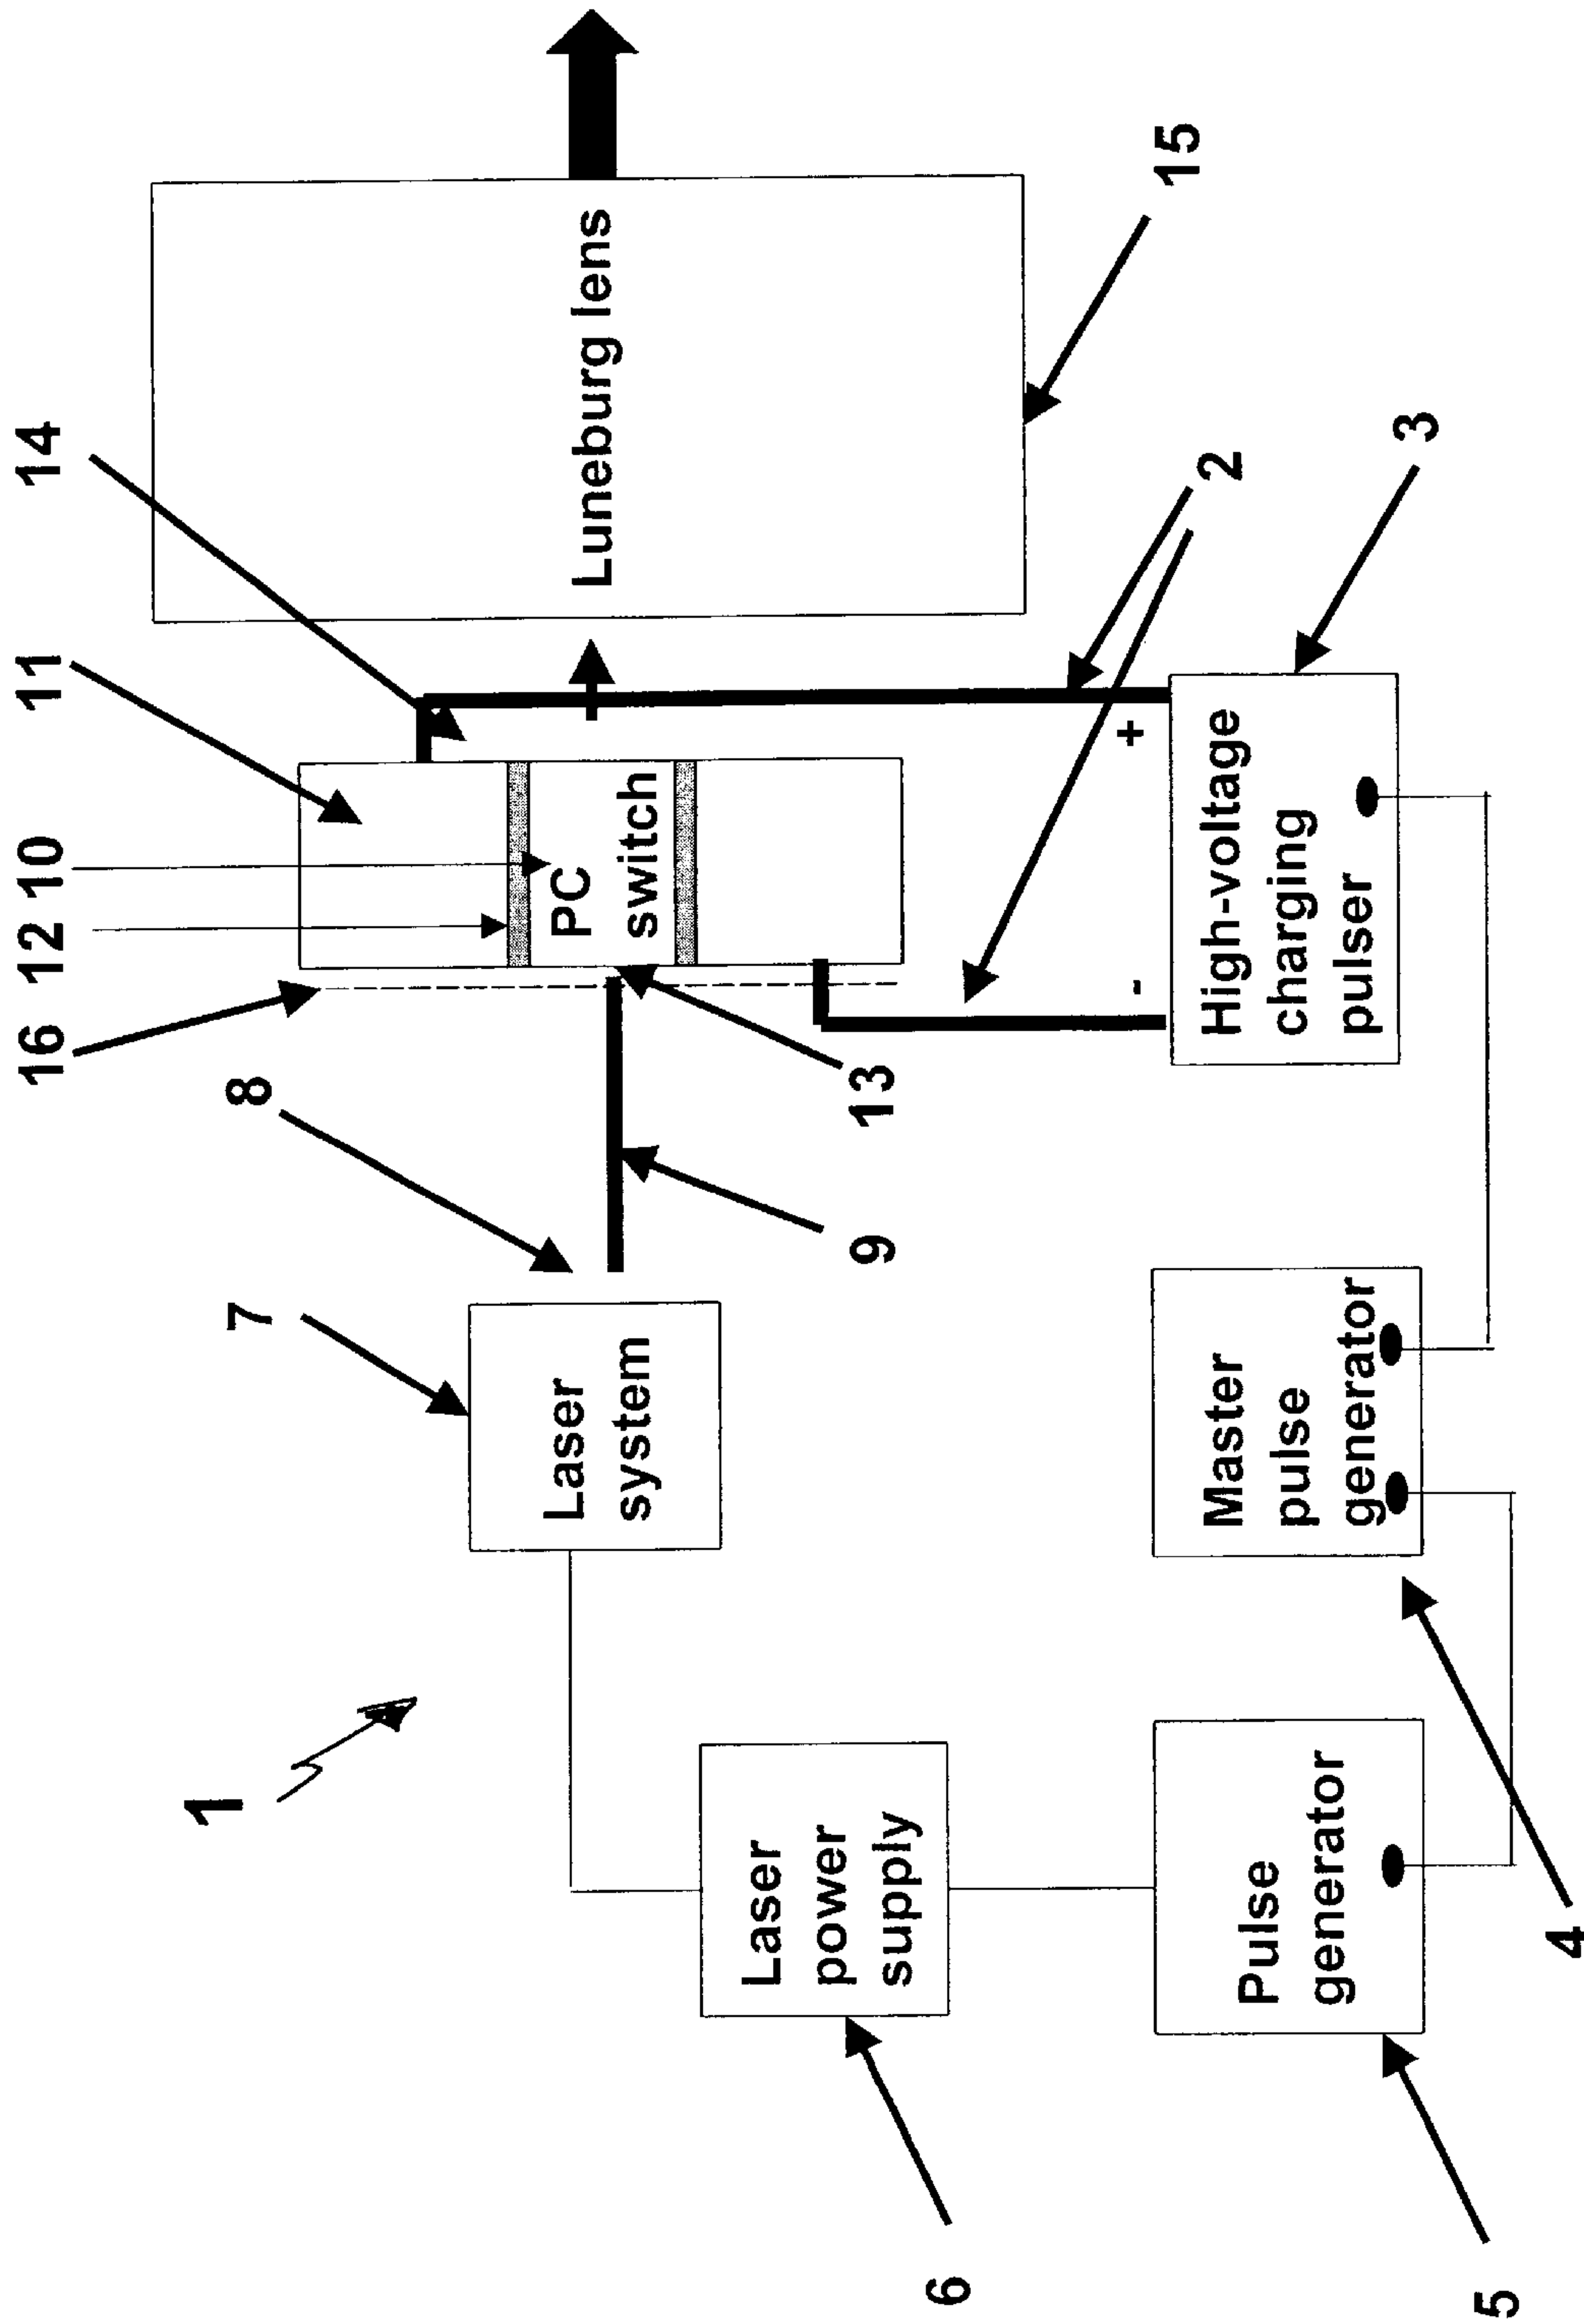 1
16
12
10
11
14
8
7
Laser
system
PC
switch
Luneburg lens
9
13
2
15
-
+
Laser
power
supply
6
Pulse
generator
5
Master
pulse
generator
4
High-voltage
charging
pulser
3